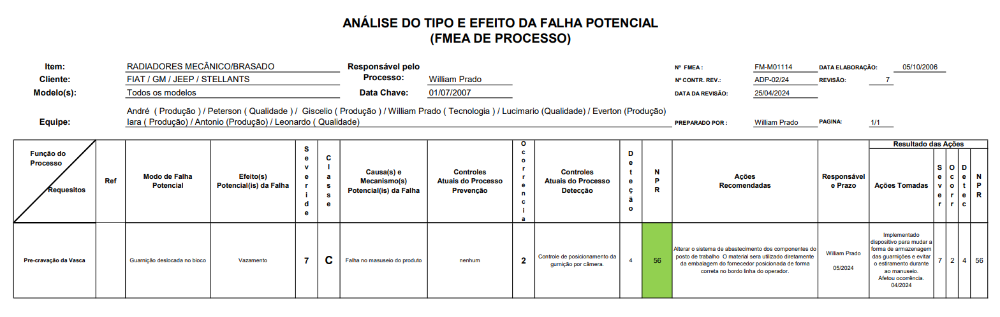 ANÁLISE DO TIPO E EFEITO DA FALHA POTENCIAL
(FMEA DE PROCESSO)
Item: RADIADORES MECÂNICO/BRASADO Responsável pelo Nº FMEA : FM-M01114 DATA ELABORAÇÃO: 05/10/2006
Cliente: FIAT / GM / JEEP / STELLANTS Processo: William Prado Nº CONTR. REV.: ADP-02/24 REVISÃO: 7
Modelo(s): Todos os modelos Data Chave: 01/07/2007 DATA DA REVISÃO: 25/04/2024
André ( Produção ) / Peterson ( Qualidade ) / Giscelio ( Produção ) / William Prado ( Tecnologia ) / Lucimario (Qualidade) / Everton (Produção)
Equipe: Iara ( Produção) / Antonio (Produção) / Leonardo ( Qualidade) PREPARADO POR : William Prado PAGINA: 1/1
Função do
Processo
Requesitos
Ref
Modo de Falha
Potencial
Efeito(s)
Potencial(is) da Falha
Severide
Classe
Causa(s) e
Mecanismo(s)
Potencial(is) da Falha
Controles
Atuais do Processo
Prevenção
Ocorrencia
Controles
Atuais do Processo
Detecção
Deteção
NPR
Ações
Recomendadas
Responsável
e Prazo
Resultado das Ações
Ações Tomadas
Sever
Ocorr
Detec
NPR
Pre-cravação da Vasca
Guarnição deslocada no bloco
Vazamento
7
C
Falha no masuseio do produto
nenhum
2
Controle de posicionamento da
gurnição por câmera.
4
56
Alterar o sistema de abastecimento dos componentes do
posto de trabalho O material sera utilizado diretamente
da embalagem do fornecedor posicionada de forma
correta no bordo linha do operador.
William Prado
05/2024
Implementado
dispositivo para mudar a
forma de armazenagem
das guarnições e evitar
o estiramento durante
ao manuseio.
Afetou ocorrência.
04/2024
7
2
4
56